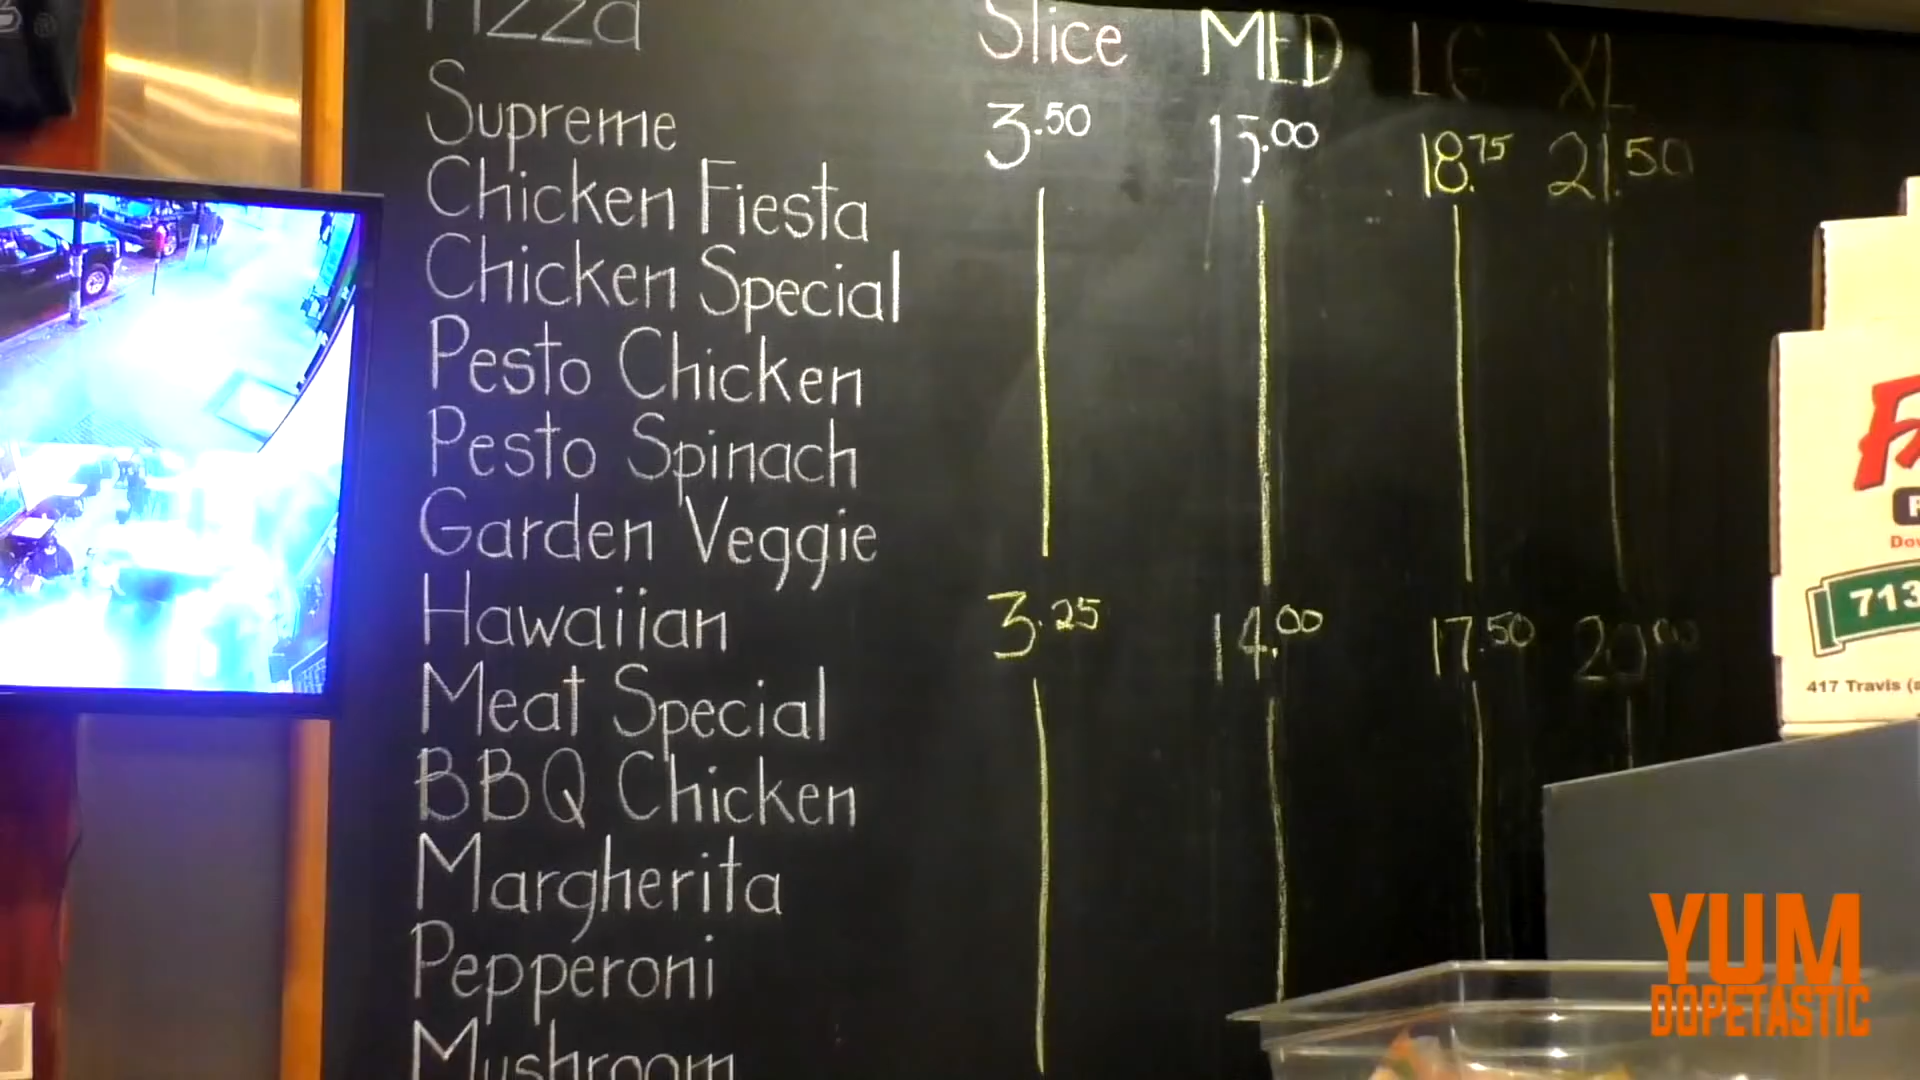 Pizza Slice MED LG XL
Supreme 3.50 15.00 18.75 21.50
Chicken Fiesta
Chicken Special
Pesto Chicken
Pesto Spinach
Garden Veggie
Hawaiian 3.25 14.00 17.50 20.00
Meat Special
BBQ Chicken
Margherita
Pepperoni
Mushroom
713
417 Travis
YUM
DOPETASTIC